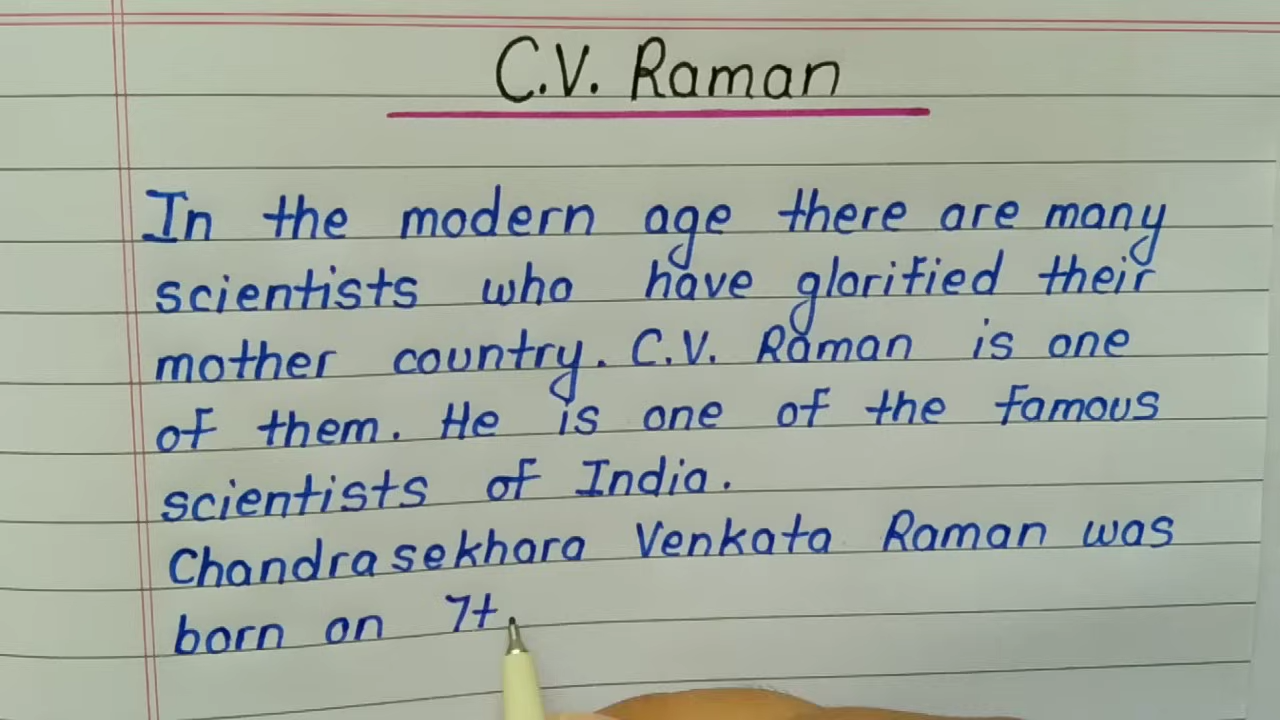 C.V. Raman
In the modern age there are many
scientists who have glorified their
mother country. C.V. Raman is one
of them. He is one of the famous
scientists of India.
Chandrasekhara Venkata Raman was
born on 7t